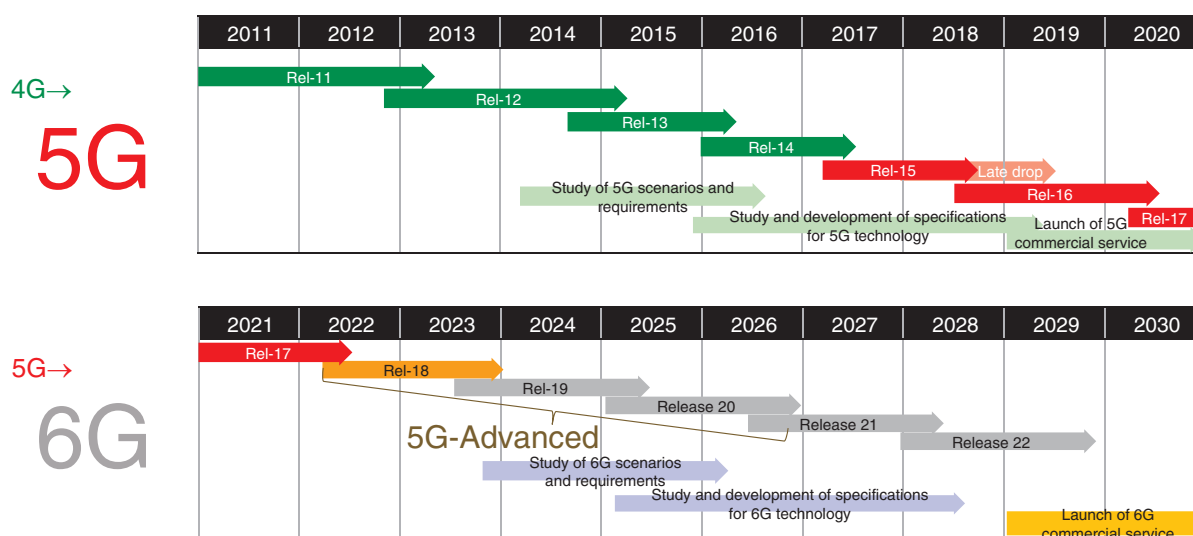 2011 2012 2013 2014 2015 2016 2017 2018 2019 2020
4G→
5G
Rel-11
Rel-12
Rel-13
Rel-14
Rel-15
Late drop
Rel-16
Rel-17
Study of 5G scenarios and
requirements
Study and development of specifications
for 5G technology
Launch of 5G
commercial service
2021 2022 2023 2024 2025 2026 2027 2028 2029 2030
5G→
6G
Rel-17
Rel-18
Rel-19
Release 20
Release 21
Release 22
5G-Advanced
Study of 6G scenarios
and requirements
Study and development of specifications
for 6G technology
Launch of 6G
commercial service